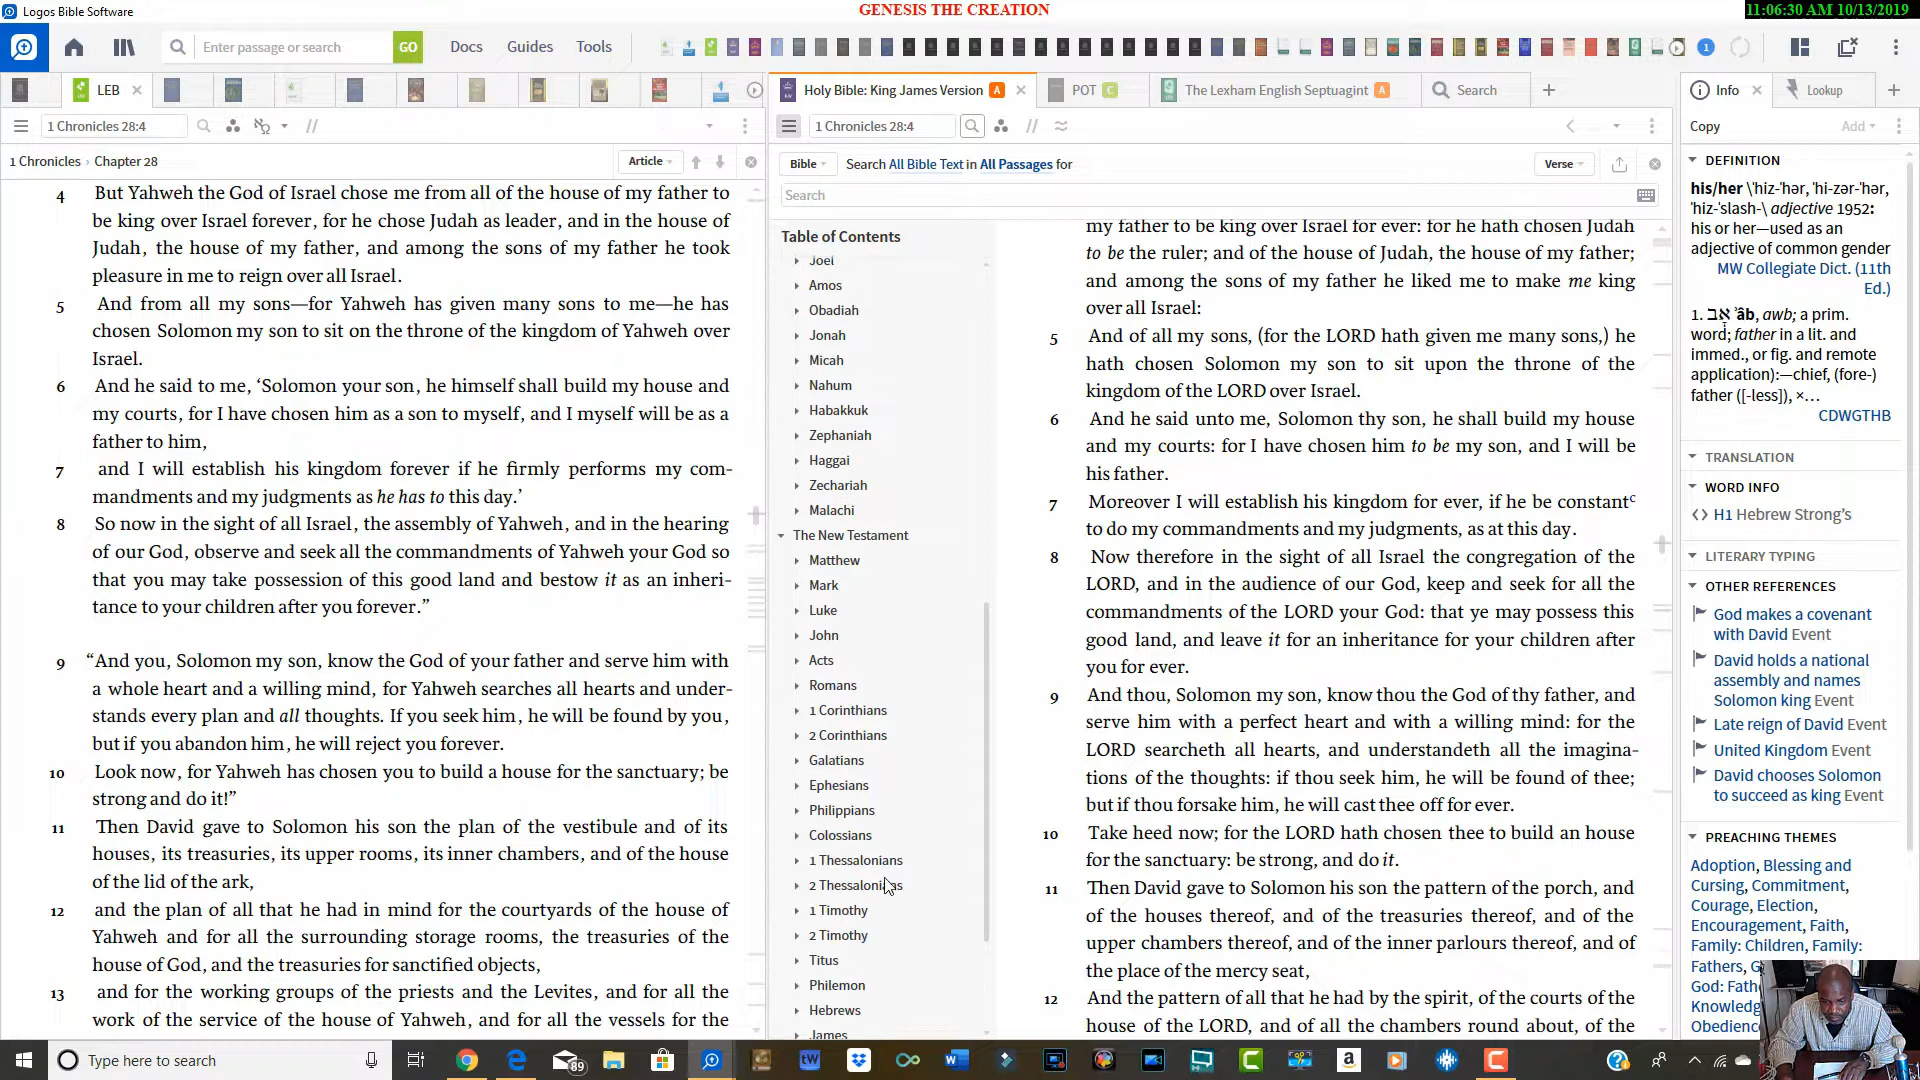 Logos Bible Software
GENESIS THE CREATION
11:06:30 AM 10/13/2019
Enter passage or search
GO
Docs
Guides
Tools
1
LEB
Holy Bible: King James Version A
POT C
The Lexham English Septuagint A
Search
Info
Lookup
1 Chronicles 28:4
1 Chronicles 28:4
Copy
Add
1 Chronicles › Chapter 28
Article
4 But Yahweh the God of Israel chose me from all of the house of my father to
be king over Israel forever, for he chose Judah as leader, and in the house of
Judah, the house of my father, and among the sons of my father he took
pleasure in me to reign over all Israel.
5 And from all my sons—for Yahweh has given many sons to me—he has
chosen Solomon my son to sit on the throne of the kingdom of Yahweh over
Israel.
6 And he said to me, ‘Solomon your son, he himself shall build my house and
my courts, for I have chosen him as a son to myself, and I myself will be as a
father to him,
7 and I will establish his kingdom forever if he firmly performs my com-
mandments and my judgments as he has to this day.’
8 So now in the sight of all Israel, the assembly of Yahweh, and in the hearing
of our God, observe and seek all the commandments of Yahweh your God so
that you may take possession of this good land and bestow it as an inheri-
tance to your children after you forever.”
9 “And you, Solomon my son, know the God of your father and serve him with
a whole heart and a willing mind, for Yahweh searches all hearts and under-
stands every plan and all thoughts. If you seek him, he will be found by you,
but if you abandon him, he will reject you forever.
10 Look now, for Yahweh has chosen you to build a house for the sanctuary; be
strong and do it!”
11 Then David gave to Solomon his son the plan of the vestibule and of its
houses, its treasuries, its upper rooms, its inner chambers, and of the house
of the lid of the ark,
12 and the plan of all that he had in mind for the courtyards of the house of
Yahweh and for all the surrounding storage rooms, the treasuries of the
house of God, and the treasuries for sanctified objects,
13 and for the working groups of the priests and the Levites, and for all the
work of the service of the house of Yahweh, and for all the vessels for the
Bible
Search All Bible Text in All Passages for
Verse
Search
Table of Contents
Joel
Amos
Obadiah
Jonah
Micah
Nahum
Habakkuk
Zephaniah
Haggai
Zechariah
Malachi
The New Testament
Matthew
Mark
Luke
John
Acts
Romans
1 Corinthians
2 Corinthians
Galatians
Ephesians
Philippians
Colossians
1 Thessalonians
2 Thessalonians
1 Timothy
2 Timothy
Titus
Philemon
Hebrews
James
my father to be king over Israel for ever: for he hath chosen Judah
to be the ruler; and of the house of Judah, the house of my father;
and among the sons of my father he liked me to make me king
over all Israel:
5 And of all my sons, (for the LORD hath given me many sons,) he
hath chosen Solomon my son to sit upon the throne of the
kingdom of the LORD over Israel.
6 And he said unto me, Solomon thy son, he shall build my house
and my courts: for I have chosen him to be my son, and I will be
his father.
7 Moreover I will establish his kingdom for ever, if he be constantc
to do my commandments and my judgments, as at this day.
8 Now therefore in the sight of all Israel the congregation of the
LORD, and in the audience of our God, keep and seek for all the
commandments of the LORD your God: that ye may possess this
good land, and leave it for an inheritance for your children after
you for ever.
9 And thou, Solomon my son, know thou the God of thy father, and
serve him with a perfect heart and with a willing mind: for the
LORD searcheth all hearts, and understandeth all the imagina-
tions of the thoughts: if thou seek him, he will be found of thee;
but if thou forsake him, he will cast thee off for ever.
10 Take heed now; for the LORD hath chosen thee to build an house
for the sanctuary: be strong, and do it.
11 Then David gave to Solomon his son the pattern of the porch, and
of the houses thereof, and of the treasuries thereof, and of the
upper chambers thereof, and of the inner parlours thereof, and of
the place of the mercy seat,
12 And the pattern of all that he had by the spirit, of the courts of the
house of the LORD, and of all the chambers round about, of the
DEFINITION
his/her \ˈhiz-ˈhər, ˈhi-zər-ˈhər,
ˈhiz-ˈslash-\ adjective 1952:
his or her—used as an
adjective of common gender
MW Collegiate Dict. (11th
Ed.)
1. אָב ʾâb, awb; a prim.
word; father in a lit. and
immed., or fig. and remote
application):—chief, (fore-)
father ([-less]), ×…
CDWGTHB
TRANSLATION
WORD INFO
H1 Hebrew Strong’s
LITERARY TYPING
OTHER REFERENCES
God makes a covenant
with David Event
David holds a national
assembly and names
Solomon king Event
Late reign of David Event
United Kingdom Event
David chooses Solomon
to succeed as king Event
PREACHING THEMES
Adoption, Blessing and
Cursing, Commitment,
Courage, Election,
Encouragement, Faith,
Family: Children, Family:
Fathers,
God:
Type here to search
89